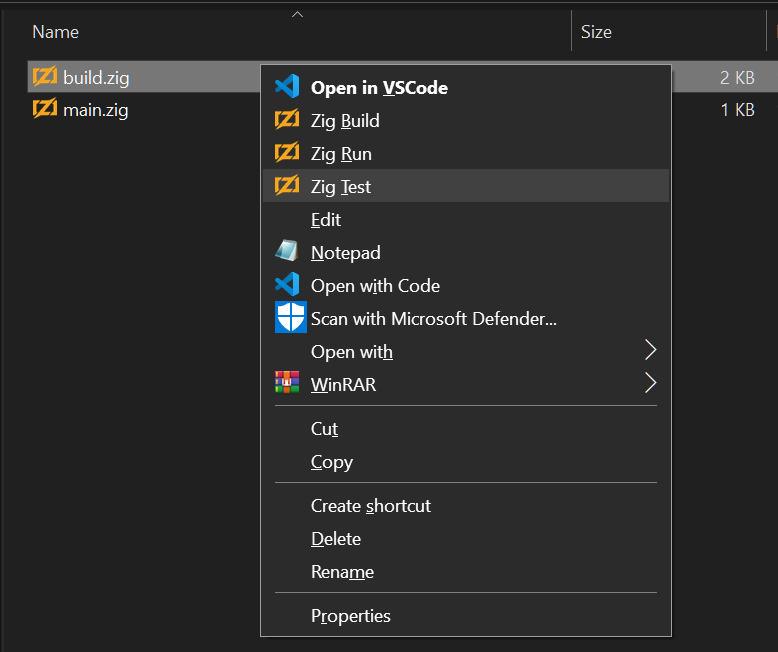 Name Size
build.zig 2 KB
main.zig 1 KB
Open in VSCode
Zig Build
Zig Run
Zig Test
Edit
Notepad
Open with Code
Scan with Microsoft Defender...
Open with
WinRAR
Cut
Copy
Create shortcut
Delete
Rename
Properties